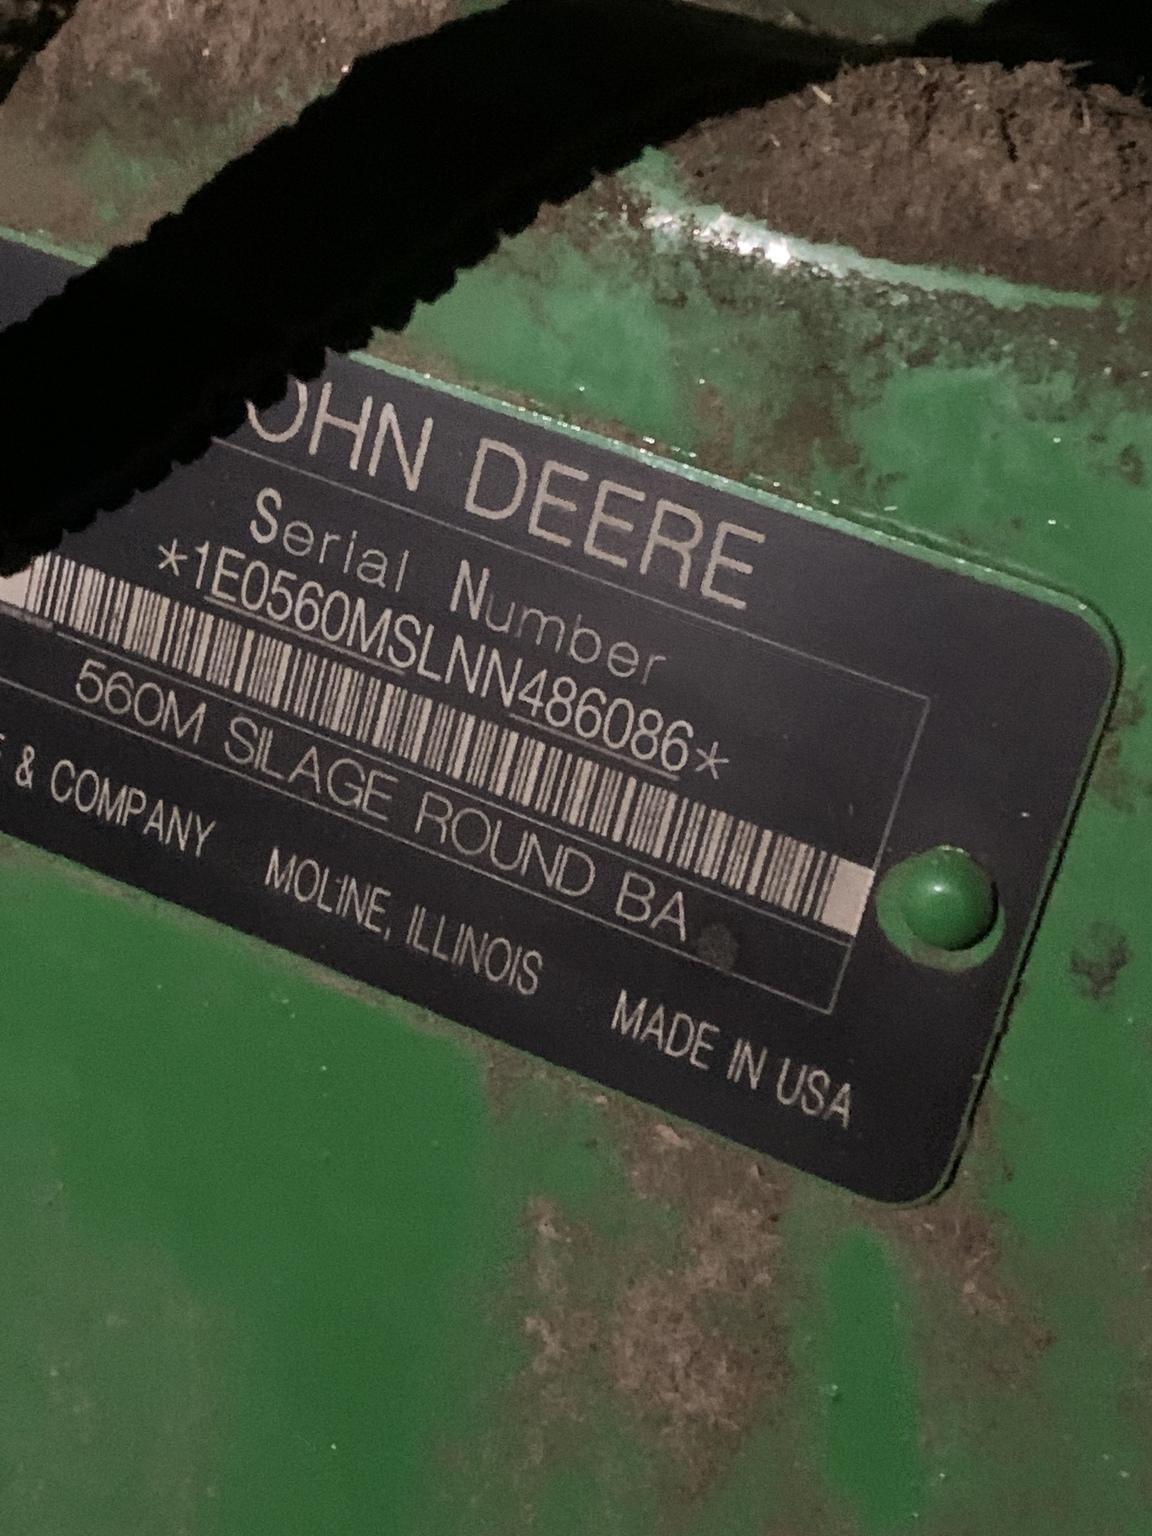 OHN DEERE
Serial Number
*1E0560MSLNN486086*
560M SILAGE ROUND BA
& COMPANY MOLINE, ILLINOIS MADE IN USA